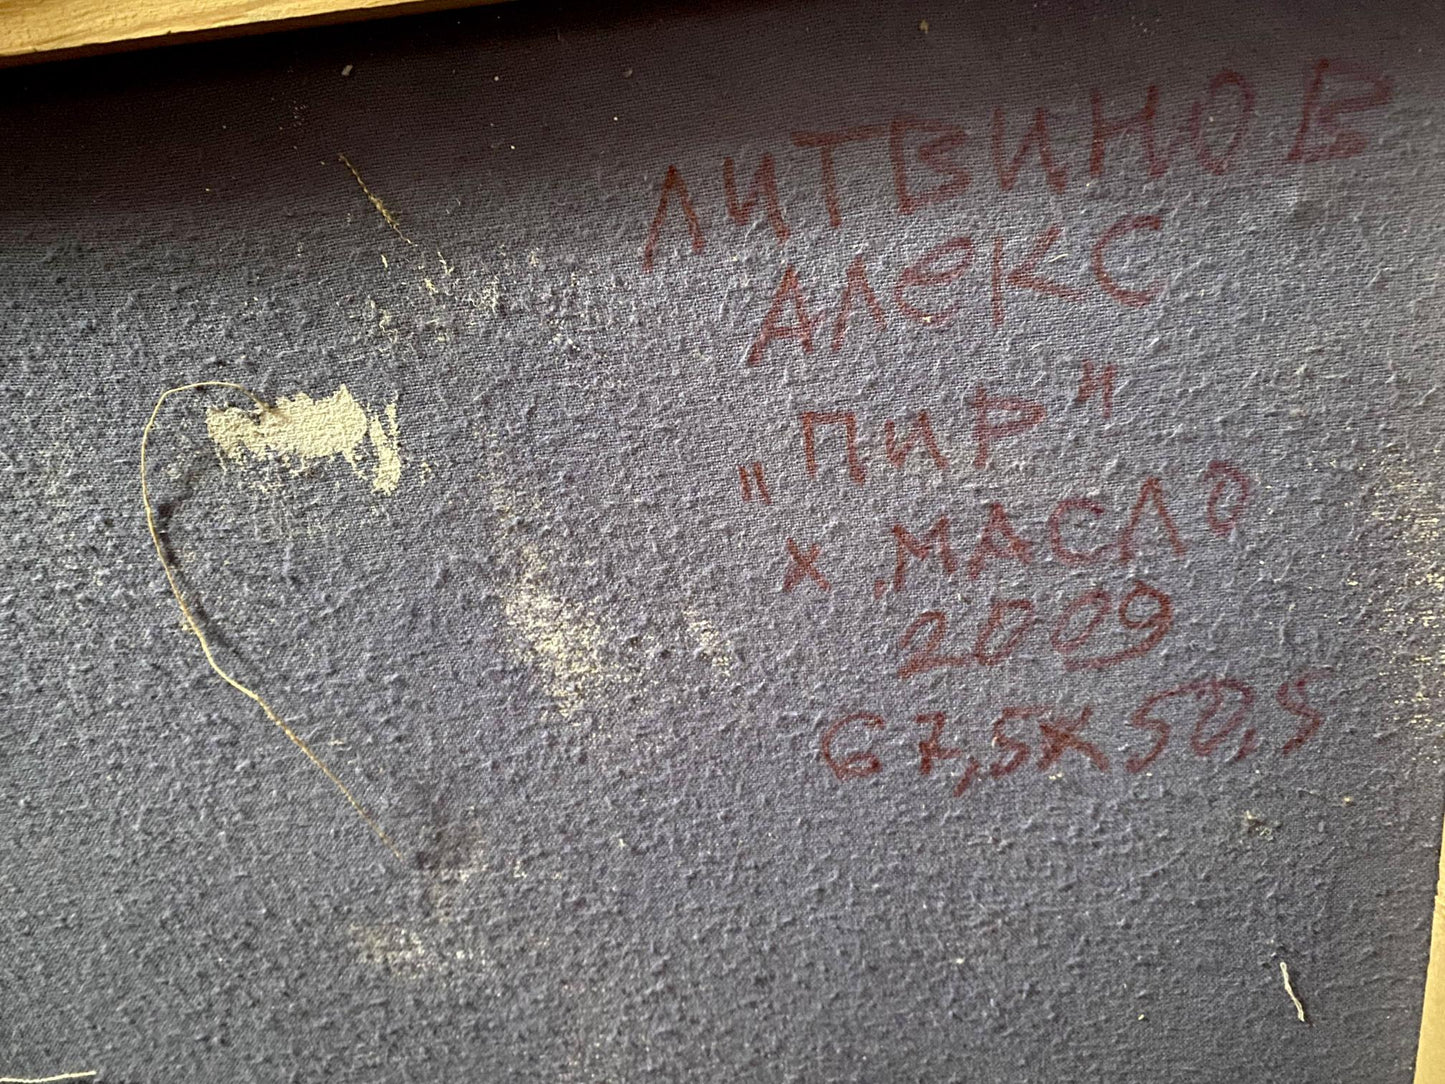 ЛИТВИНОВ
АЛЕКС
"ПИР"
х, МАСЛО
2009
67,5х50,5